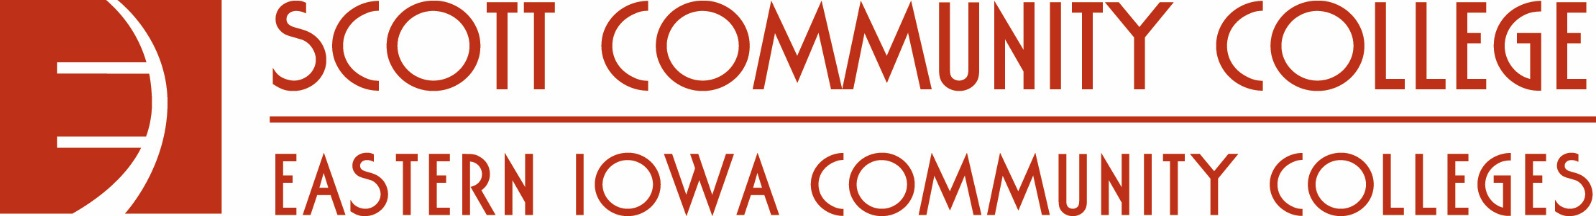 SCOTT COMMUNITY COLLEGE
EASTERN IOWA COMMUNITY COLLEGES